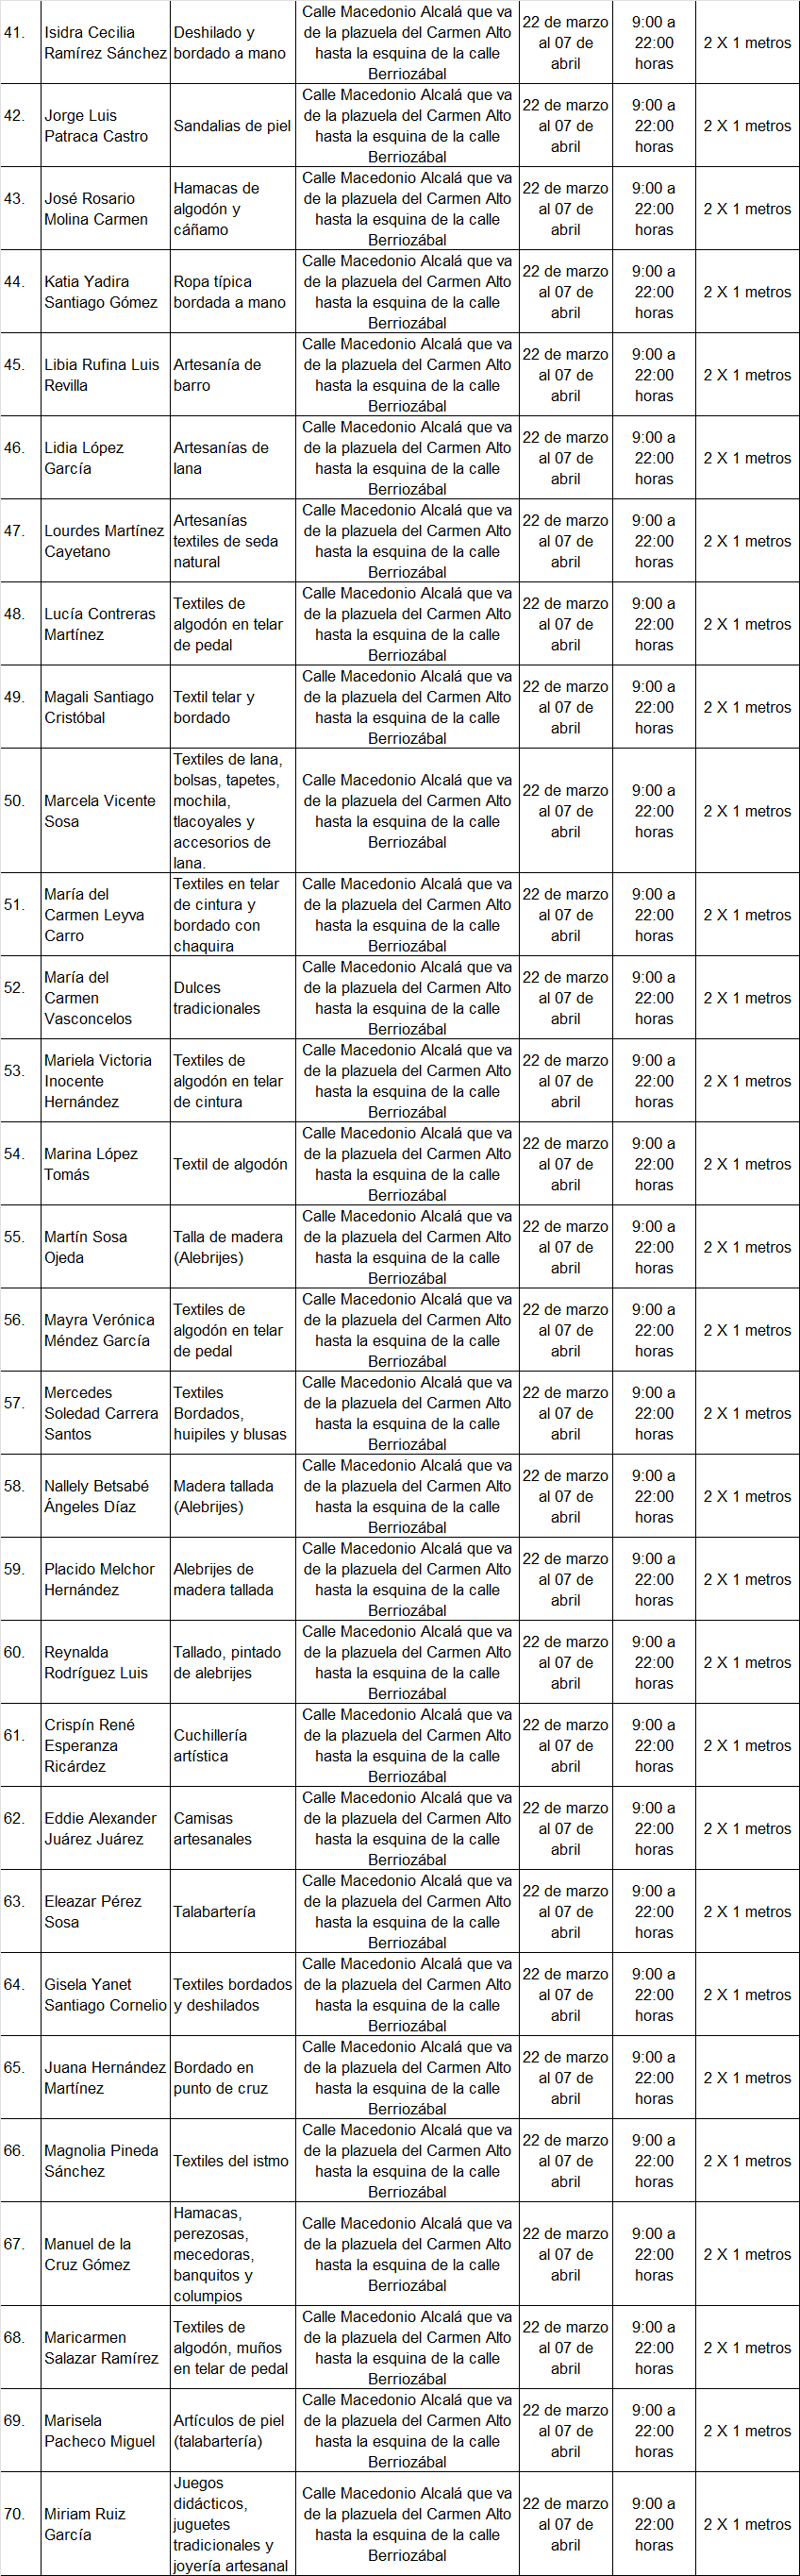 41.
Isidra Cecilia
Ramírez Sánchez
Deshilado y
bordado a mano
Calle Macedonio Alcalá que va
de la plazuela del Carmen Alto
hasta la esquina de la calle
Berriozábal
22 de marzo
al 07 de
abril
9:00 a
22:00
horas
2 X 1 metros
42.
Jorge Luis
Patraca Castro
Sandalias de piel
Calle Macedonio Alcalá que va
de la plazuela del Carmen Alto
hasta la esquina de la calle
Berriozábal
22 de marzo
al 07 de
abril
9:00 a
22:00
horas
2 X 1 metros
43.
José Rosario
Molina Carmen
Hamacas de
algodón y
cáñamo
Calle Macedonio Alcalá que va
de la plazuela del Carmen Alto
hasta la esquina de la calle
Berriozábal
22 de marzo
al 07 de
abril
9:00 a
22:00
horas
2 X 1 metros
44.
Katia Yadira
Santiago Gómez
Ropa típica
bordada a mano
Calle Macedonio Alcalá que va
de la plazuela del Carmen Alto
hasta la esquina de la calle
Berriozábal
22 de marzo
al 07 de
abril
9:00 a
22:00
horas
2 X 1 metros
45.
Libia Rufina Luis
Revilla
Artesanía de
barro
Calle Macedonio Alcalá que va
de la plazuela del Carmen Alto
hasta la esquina de la calle
Berriozábal
22 de marzo
al 07 de
abril
9:00 a
22:00
horas
2 X 1 metros
46.
Lidia López
García
Artesanías de
lana
Calle Macedonio Alcalá que va
de la plazuela del Carmen Alto
hasta la esquina de la calle
Berriozábal
22 de marzo
al 07 de
abril
9:00 a
22:00
horas
2 X 1 metros
47.
Lourdes Martínez
Cayetano
Artesanías
textiles de seda
natural
Calle Macedonio Alcalá que va
de la plazuela del Carmen Alto
hasta la esquina de la calle
Berriozábal
22 de marzo
al 07 de
abril
9:00 a
22:00
horas
2 X 1 metros
48.
Lucía Contreras
Martínez
Textiles de
algodón en telar
de pedal
Calle Macedonio Alcalá que va
de la plazuela del Carmen Alto
hasta la esquina de la calle
Berriozábal
22 de marzo
al 07 de
abril
9:00 a
22:00
horas
2 X 1 metros
49.
Magali Santiago
Cristóbal
Textil telar y
bordado
Calle Macedonio Alcalá que va
de la plazuela del Carmen Alto
hasta la esquina de la calle
Berriozábal
22 de marzo
al 07 de
abril
9:00 a
22:00
horas
2 X 1 metros
50.
Marcela Vicente
Sosa
Textiles de lana,
bolsas, tapetes,
mochila,
tlacoyales y
accesorios de
lana.
Calle Macedonio Alcalá que va
de la plazuela del Carmen Alto
hasta la esquina de la calle
Berriozábal
22 de marzo
al 07 de
abril
9:00 a
22:00
horas
2 X 1 metros
51.
María del
Carmen Leyva
Carro
Textiles en telar
de cintura y
bordado con
chaquira
Calle Macedonio Alcalá que va
de la plazuela del Carmen Alto
hasta la esquina de la calle
Berriozábal
22 de marzo
al 07 de
abril
9:00 a
22:00
horas
2 X 1 metros
52.
María del
Carmen
Vasconcelos
Dulces
tradicionales
Calle Macedonio Alcalá que va
de la plazuela del Carmen Alto
hasta la esquina de la calle
Berriozábal
22 de marzo
al 07 de
abril
9:00 a
22:00
horas
2 X 1 metros
53.
Mariela Victoria
Inocente
Hernández
Textiles de
algodón en telar
de cintura
Calle Macedonio Alcalá que va
de la plazuela del Carmen Alto
hasta la esquina de la calle
Berriozábal
22 de marzo
al 07 de
abril
9:00 a
22:00
horas
2 X 1 metros
54.
Marina López
Tomás
Textil de algodón
Calle Macedonio Alcalá que va
de la plazuela del Carmen Alto
hasta la esquina de la calle
Berriozábal
22 de marzo
al 07 de
abril
9:00 a
22:00
horas
2 X 1 metros
55.
Martín Sosa
Ojeda
Talla de madera
(Alebrijes)
Calle Macedonio Alcalá que va
de la plazuela del Carmen Alto
hasta la esquina de la calle
Berriozábal
22 de marzo
al 07 de
abril
9:00 a
22:00
horas
2 X 1 metros
56.
Mayra Verónica
Méndez García
Textiles de
algodón en telar
de pedal
Calle Macedonio Alcalá que va
de la plazuela del Carmen Alto
hasta la esquina de la calle
Berriozábal
22 de marzo
al 07 de
abril
9:00 a
22:00
horas
2 X 1 metros
57.
Mercedes
Soledad Carrera
Santos
Textiles
Bordados,
huipiles y blusas
Calle Macedonio Alcalá que va
de la plazuela del Carmen Alto
hasta la esquina de la calle
Berriozábal
22 de marzo
al 07 de
abril
9:00 a
22:00
horas
2 X 1 metros
58.
Nallely Betsabé
Ángeles Díaz
Madera tallada
(Alebrijes)
Calle Macedonio Alcalá que va
de la plazuela del Carmen Alto
hasta la esquina de la calle
Berriozábal
22 de marzo
al 07 de
abril
9:00 a
22:00
horas
2 X 1 metros
59.
Placido Melchor
Hernández
Alebrijes de
madera tallada
Calle Macedonio Alcalá que va
de la plazuela del Carmen Alto
hasta la esquina de la calle
Berriozábal
22 de marzo
al 07 de
abril
9:00 a
22:00
horas
2 X 1 metros
60.
Reynalda
Rodríguez Luis
Tallado, pintado
de alebrijes
Calle Macedonio Alcalá que va
de la plazuela del Carmen Alto
hasta la esquina de la calle
Berriozábal
22 de marzo
al 07 de
abril
9:00 a
22:00
horas
2 X 1 metros
61.
Crispín René
Esperanza
Ricárdez
Cuchillería
artística
Calle Macedonio Alcalá que va
de la plazuela del Carmen Alto
hasta la esquina de la calle
Berriozábal
22 de marzo
al 07 de
abril
9:00 a
22:00
horas
2 X 1 metros
62.
Eddie Alexander
Juárez Juárez
Camisas
artesanales
Calle Macedonio Alcalá que va
de la plazuela del Carmen Alto
hasta la esquina de la calle
Berriozábal
22 de marzo
al 07 de
abril
9:00 a
22:00
horas
2 X 1 metros
63.
Eleazar Pérez
Sosa
Talabartería
Calle Macedonio Alcalá que va
de la plazuela del Carmen Alto
hasta la esquina de la calle
Berriozábal
22 de marzo
al 07 de
abril
9:00 a
22:00
horas
2 X 1 metros
64.
Gisela Yanet
Santiago Cornelio
Textiles bordados
y deshilados
Calle Macedonio Alcalá que va
de la plazuela del Carmen Alto
hasta la esquina de la calle
Berriozábal
22 de marzo
al 07 de
abril
9:00 a
22:00
horas
2 X 1 metros
65.
Juana Hernández
Martínez
Bordado en
punto de cruz
Calle Macedonio Alcalá que va
de la plazuela del Carmen Alto
hasta la esquina de la calle
Berriozábal
22 de marzo
al 07 de
abril
9:00 a
22:00
horas
2 X 1 metros
66.
Magnolia Pineda
Sánchez
Textiles del istmo
Calle Macedonio Alcalá que va
de la plazuela del Carmen Alto
hasta la esquina de la calle
Berriozábal
22 de marzo
al 07 de
abril
9:00 a
22:00
horas
2 X 1 metros
67.
Manuel de la
Cruz Gómez
Hamacas,
perezosas,
mecedoras,
banquitos y
columpios
Calle Macedonio Alcalá que va
de la plazuela del Carmen Alto
hasta la esquina de la calle
Berriozábal
22 de marzo
al 07 de
abril
9:00 a
22:00
horas
2 X 1 metros
68.
Maricarmen
Salazar Ramírez
Textiles de
algodón, muños
en telar de pedal
Calle Macedonio Alcalá que va
de la plazuela del Carmen Alto
hasta la esquina de la calle
Berriozábal
22 de marzo
al 07 de
abril
9:00 a
22:00
horas
2 X 1 metros
69.
Marisela
Pacheco Miguel
Artículos de piel
(talabartería)
Calle Macedonio Alcalá que va
de la plazuela del Carmen Alto
hasta la esquina de la calle
Berriozábal
22 de marzo
al 07 de
abril
9:00 a
22:00
horas
2 X 1 metros
70.
Miriam Ruiz
García
Juegos
didácticos,
juguetes
tradicionales y
joyería artesanal
Calle Macedonio Alcalá que va
de la plazuela del Carmen Alto
hasta la esquina de la calle
Berriozábal
22 de marzo
al 07 de
abril
9:00 a
22:00
horas
2 X 1 metros